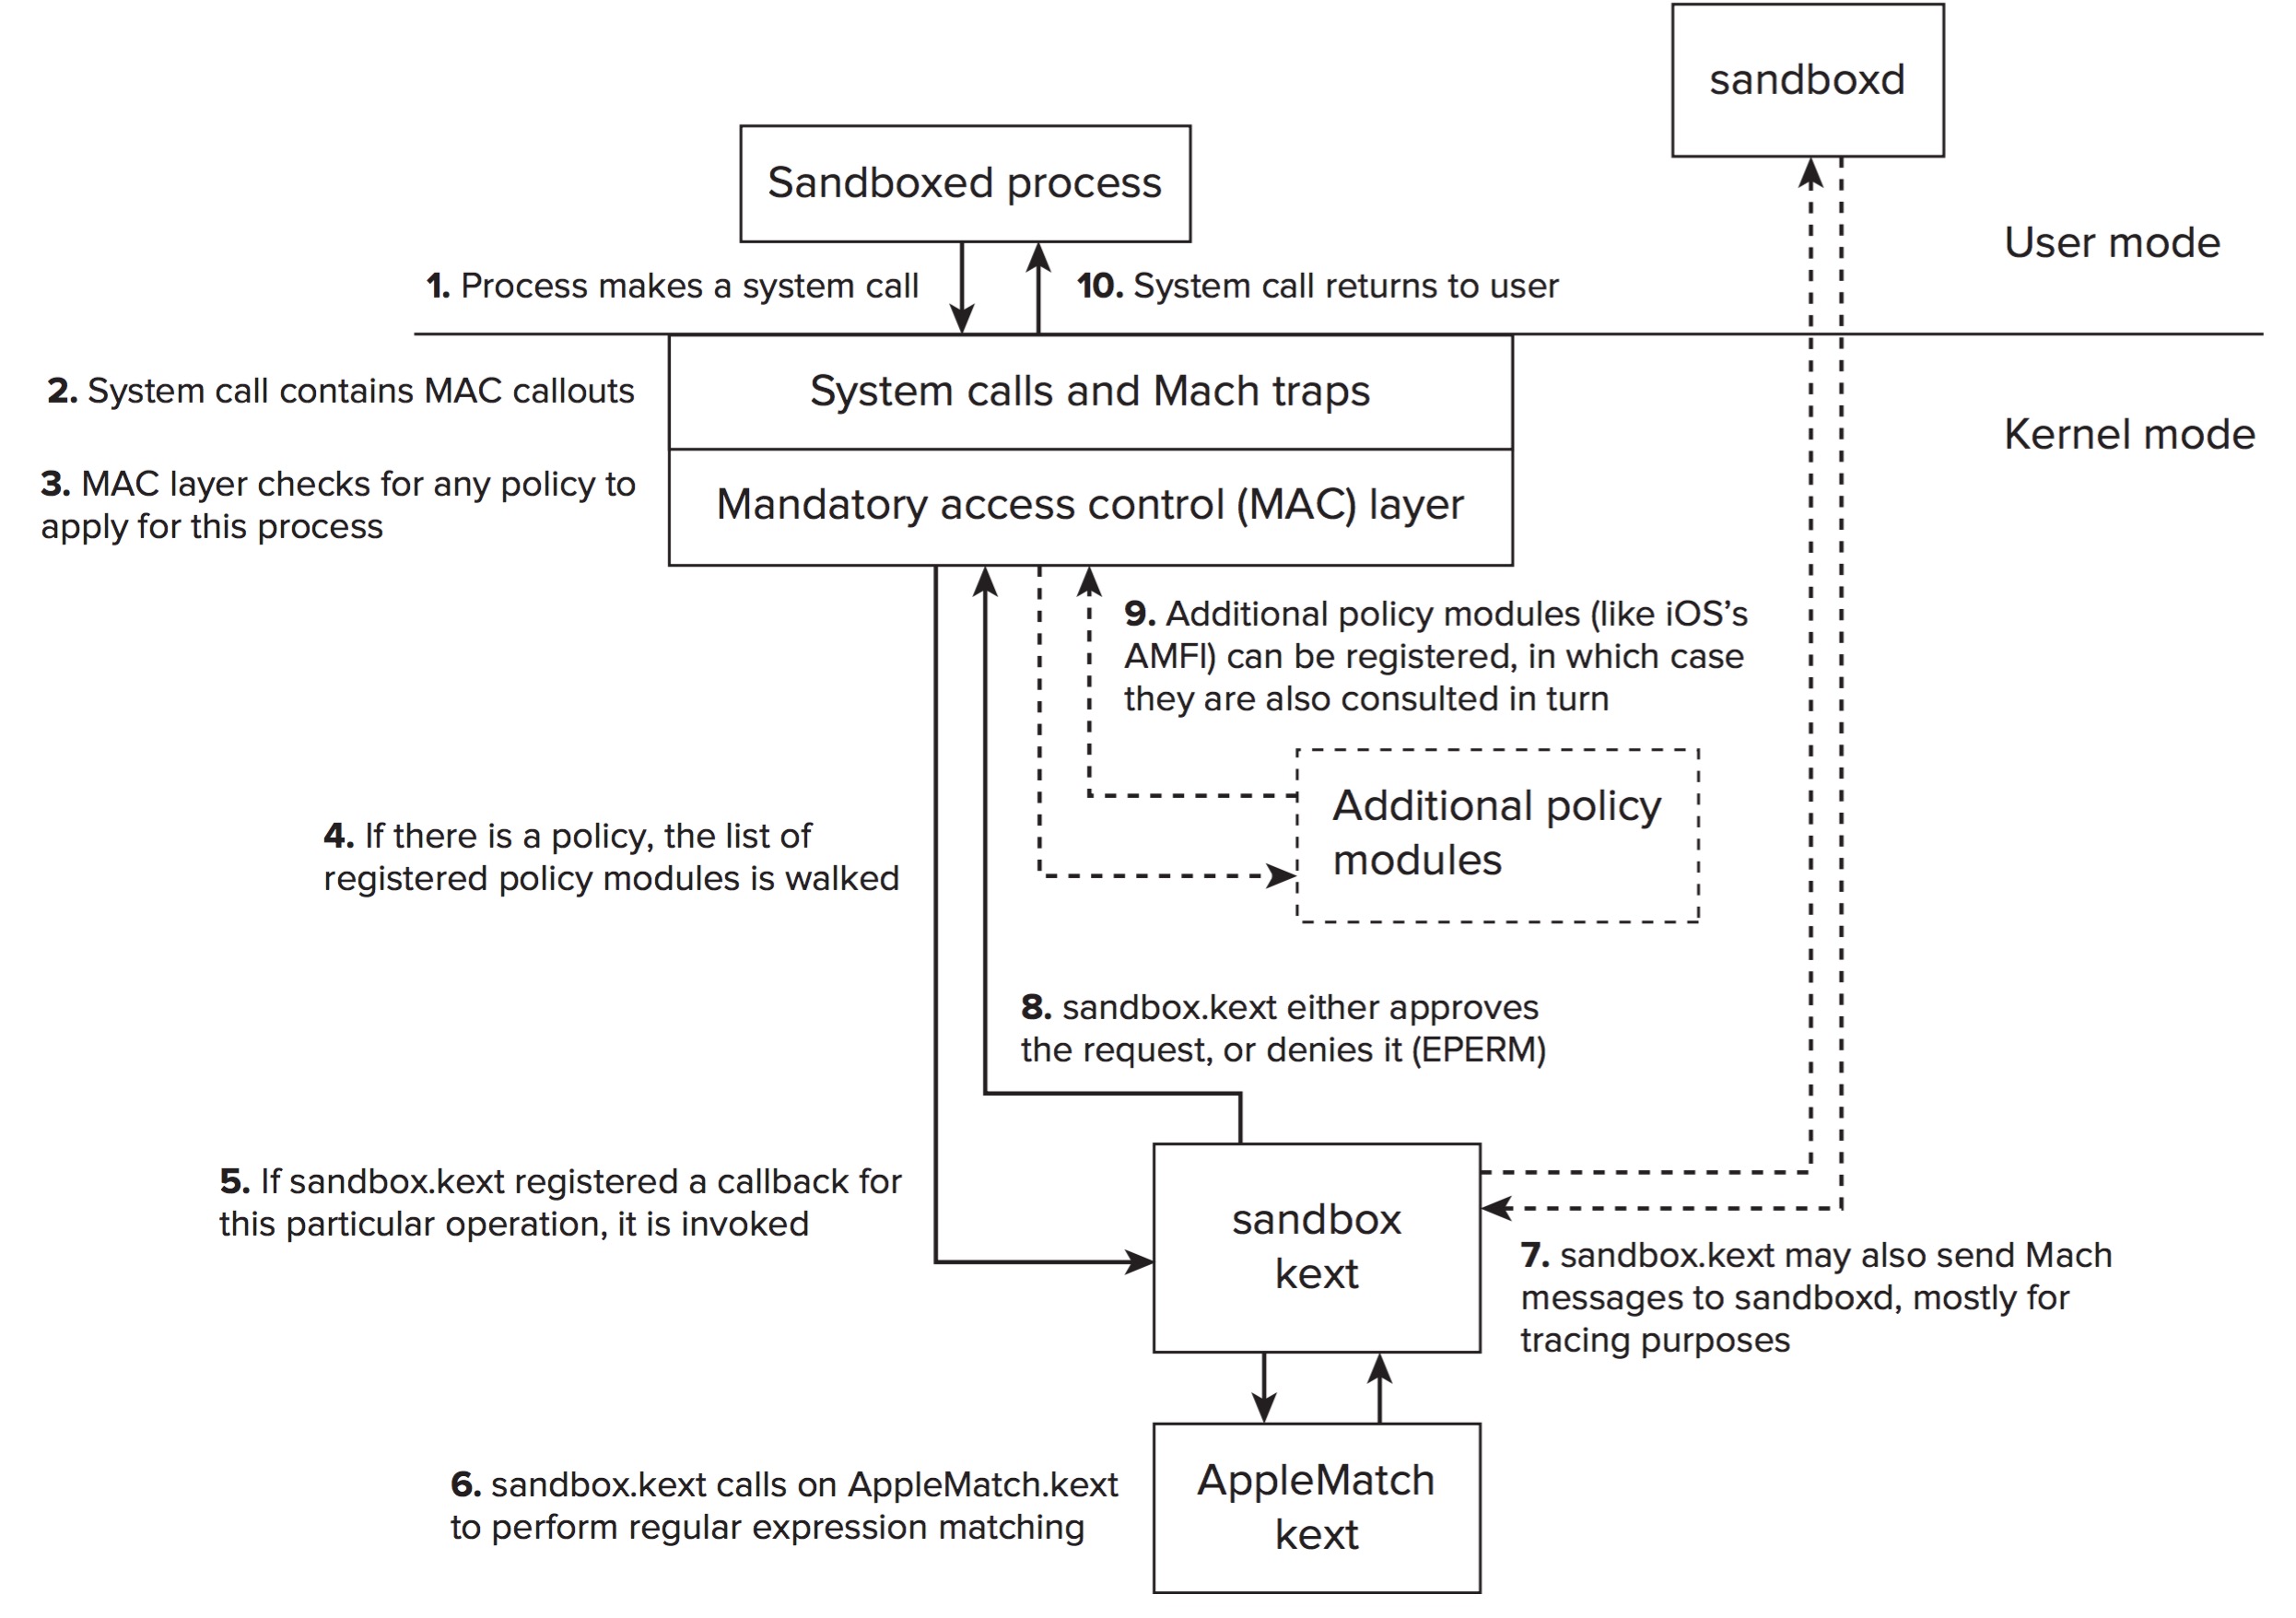 sandboxd
Sandboxed process
User mode
1. Process makes a system call
10. System call returns to user
2. System call contains MAC callouts
System calls and Mach traps
Kernel mode
3. MAC layer checks for any policy to
apply for this process
Mandatory access control (MAC) layer
9. Additional policy modules (like iOS’s
AMFI) can be registered, in which case
they are also consulted in turn
Additional policy
modules
4. If there is a policy, the list of
registered policy modules is walked
8. sandbox.kext either approves
the request, or denies it (EPERM)
5. If sandbox.kext registered a callback for
this particular operation, it is invoked
sandbox
kext
7. sandbox.kext may also send Mach
messages to sandboxd, mostly for
tracing purposes
6. sandbox.kext calls on AppleMatch.kext
to perform regular expression matching
AppleMatch
kext